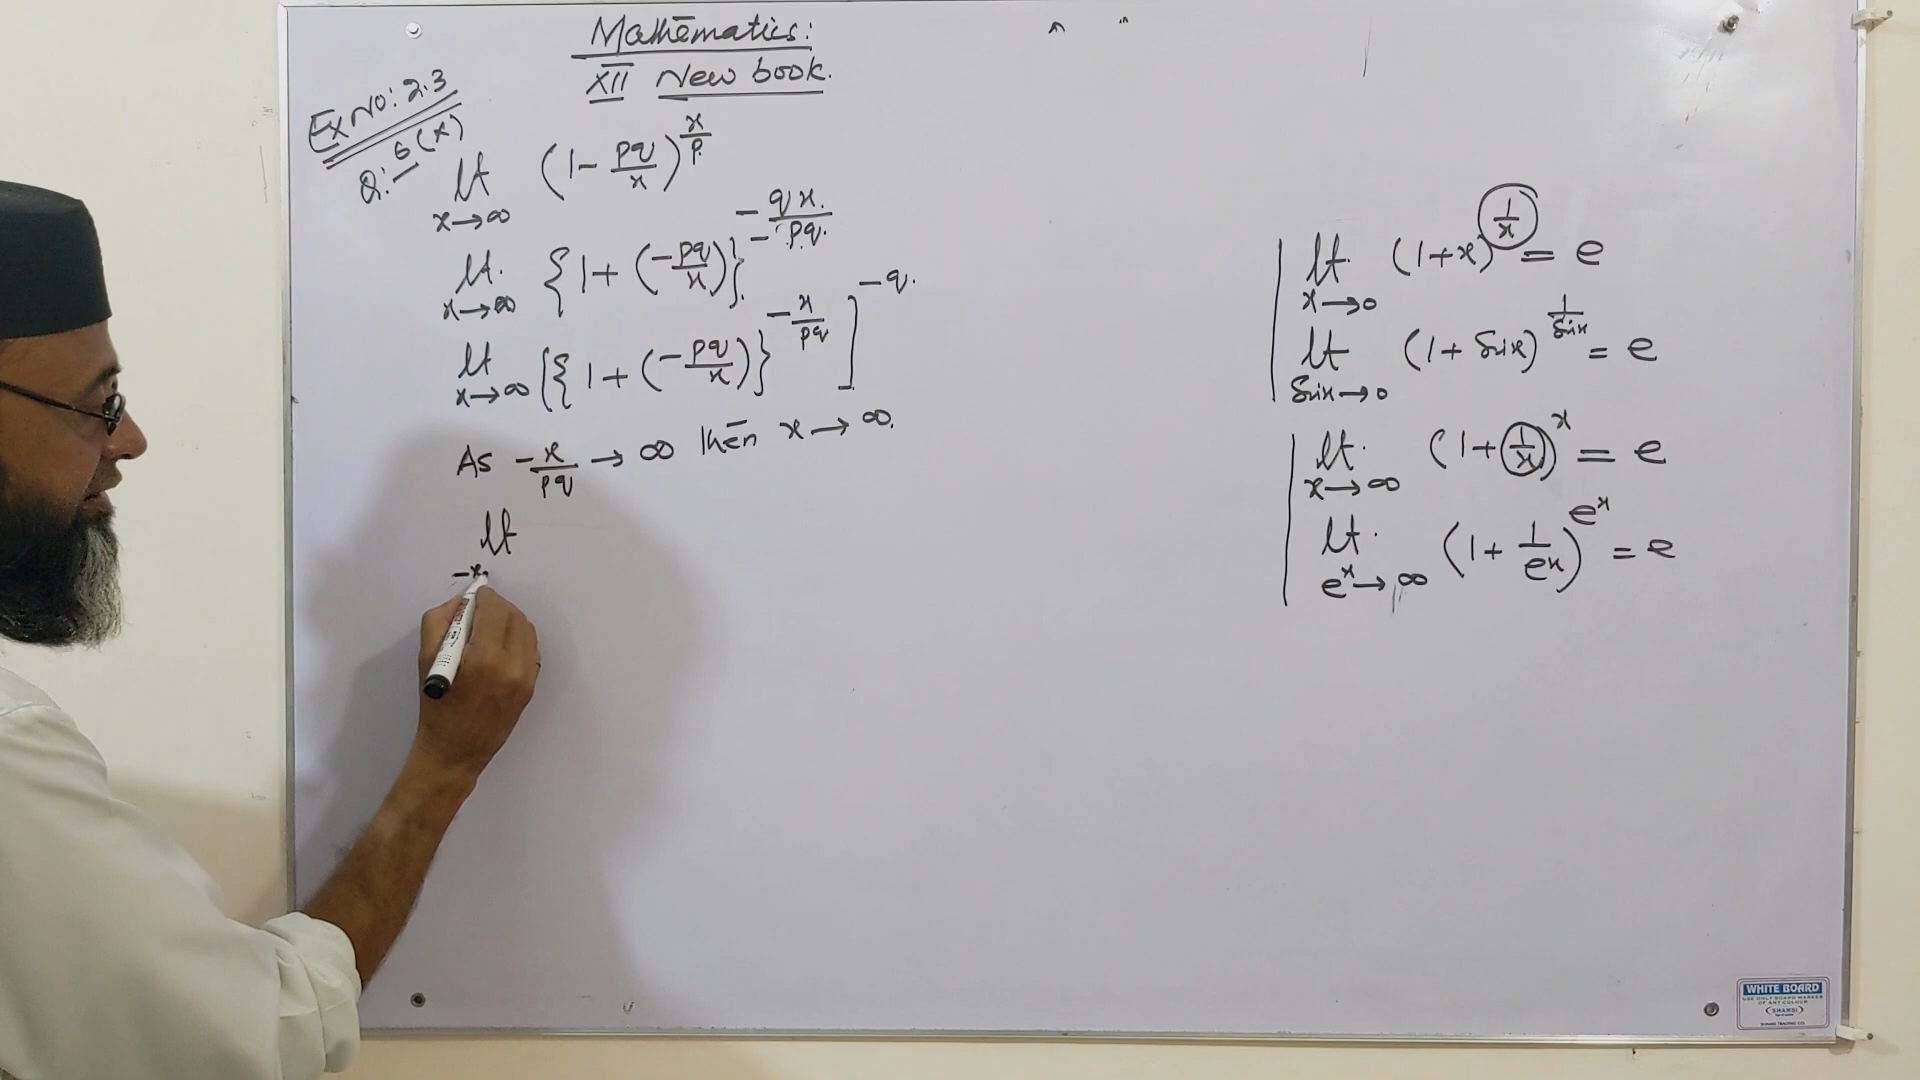 Mathematics:
XII New book.
Ex No: 2.3
Q: 6(x)
lt x→∞ (1 - pq/x)^(x/p)
lt x→∞ {1 + (-pq/x)}^(-qx/-pq)
lt x→∞ [{1 + (-pq/x)}^(-x/pq)]^(-q)
As -x/pq → ∞ then x → ∞.
lt
-x
lt x→0 (1+x)^(1/x) = e
lt Sinx→0 (1 + Sinx)^(1/Sinx) = e
lt x→∞ (1 + 1/x)^x = e
lt e^x→∞ (1 + 1/e^x)^(e^x) = e
WHITE BOARD
USE ONLY BOARD MARKER
OF ANY COLOUR
SHAMSI